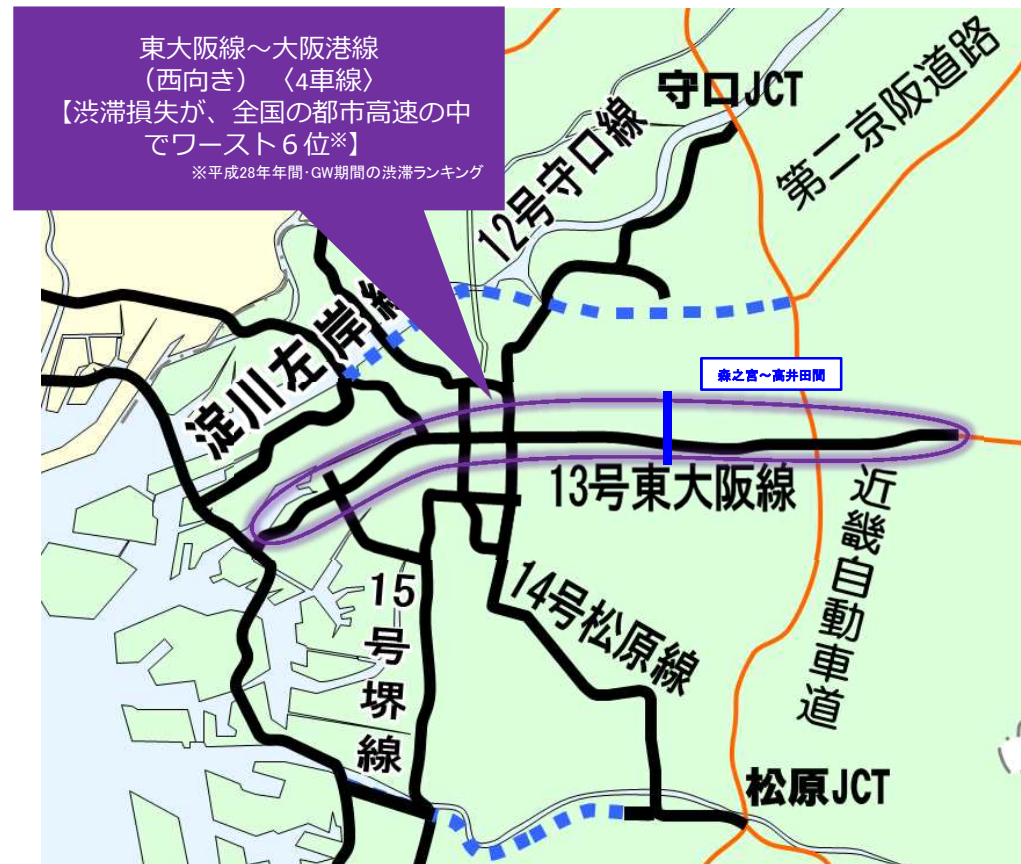 東大阪線～大阪港線
（西向き） 〈4車線〉
【渋滞損失が、全国の都市高速の中
でワースト６位※】
※平成28年年間･GW期間の渋滞ランキング
守口JCT
第二京阪道路
12号守口線
淀川左岸線
森之宮～高井田間
13号東大阪線
近畿自動車道
15号堺線
14号松原線
松原JCT